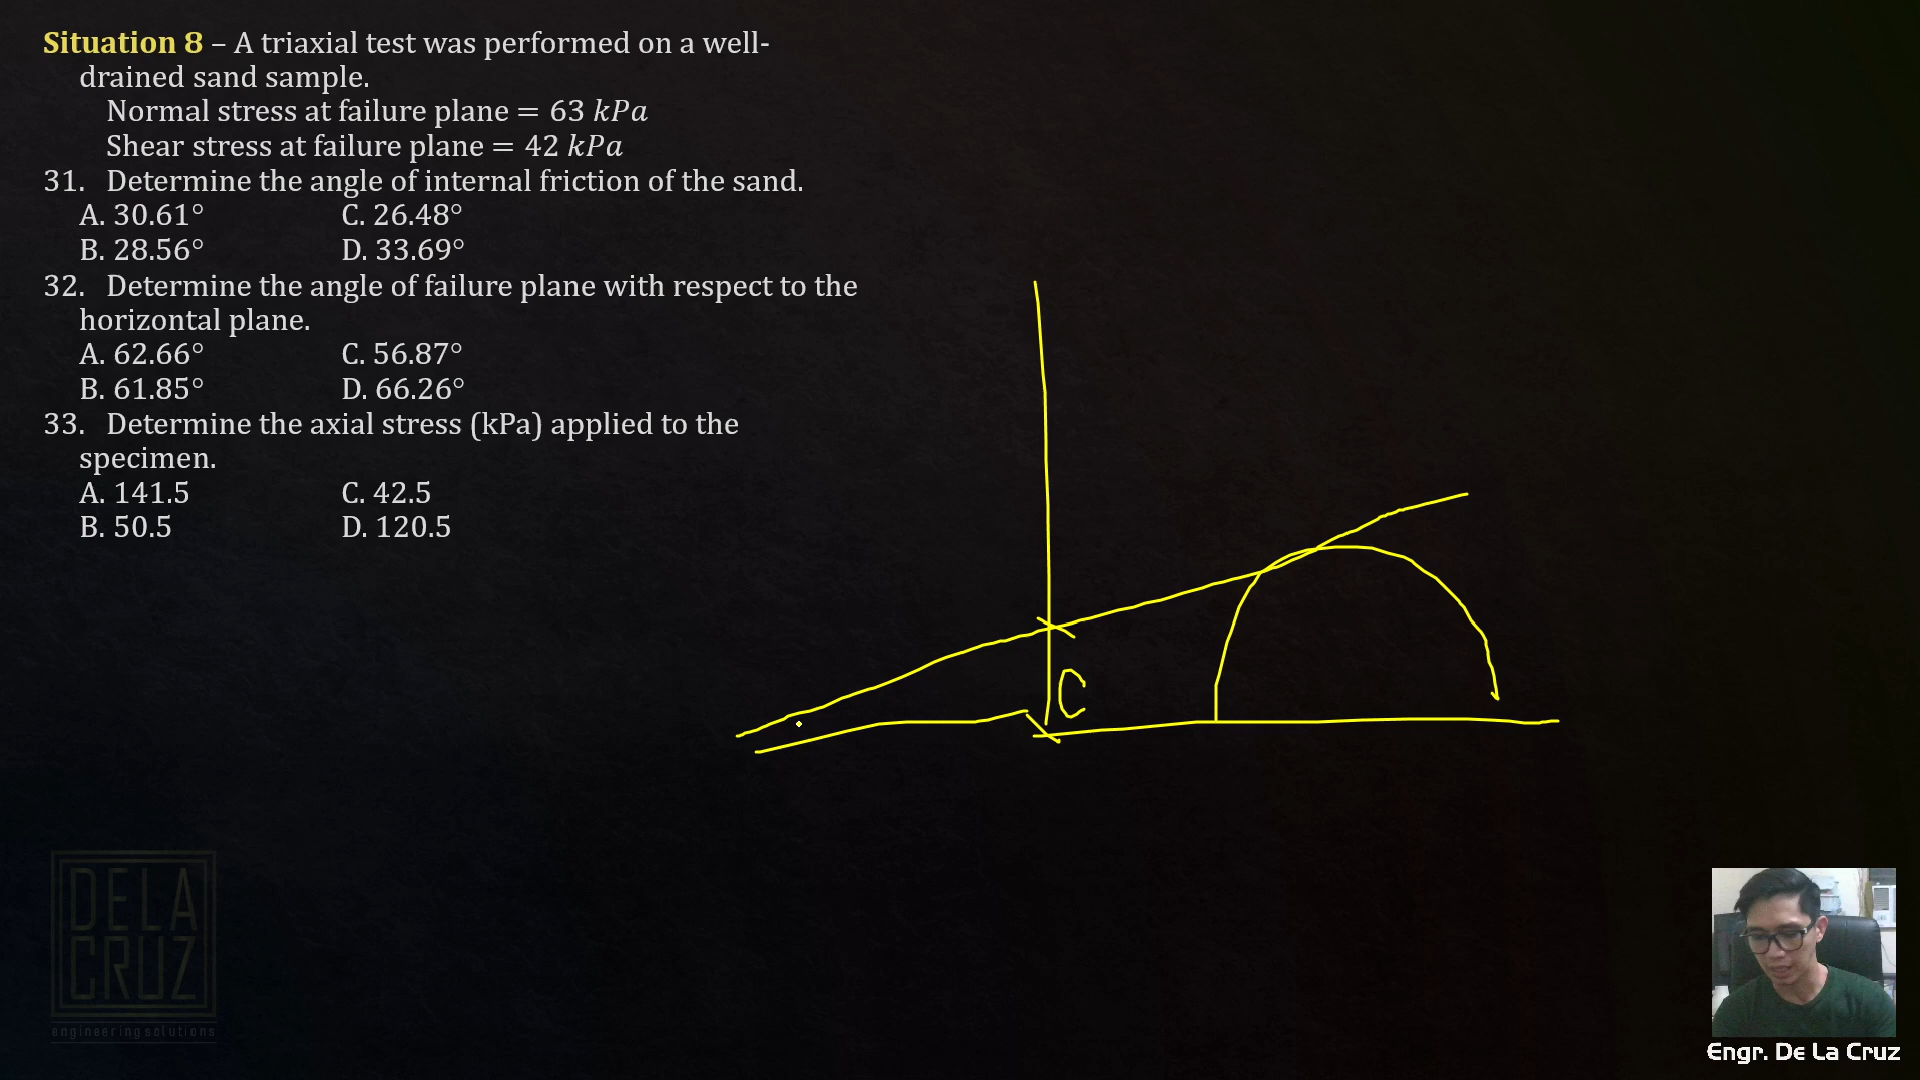 Situation 8 – A triaxial test was performed on a well-
drained sand sample.
Normal stress at failure plane = 63 kPa
Shear stress at failure plane = 42 kPa
31. Determine the angle of internal friction of the sand.
A. 30.61° C. 26.48°
B. 28.56° D. 33.69°
32. Determine the angle of failure plane with respect to the
horizontal plane.
A. 62.66° C. 56.87°
B. 61.85° D. 66.26°
33. Determine the axial stress (kPa) applied to the
specimen.
A. 141.5 C. 42.5
B. 50.5 D. 120.5
C
DELA
CRUZ
engineering solutions
Engr. De La Cruz